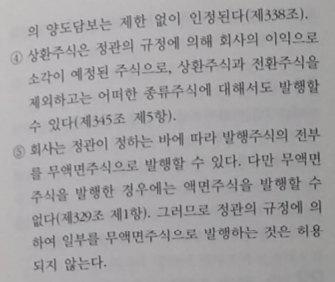 의 양도담보는 제한 없이 인정된다(제338조).
④ 상환주식은 정관의 규정에 의해 회사의 이익으로
소각이 예정된 주식으로, 상환주식과 전환주식을
제외하고는 어떠한 종류주식에 대해서도 발행할
수 있다(제345조 제5항).
⑤ 회사는 정관이 정하는 바에 따라 발행주식의 전부
를 무액면주식으로 발행할 수 있다. 다만 무액면
주식을 발행한 경우에는 액면주식을 발행할 수
없다(제329조 제1항). 그러므로 정관의 규정에 의
하여 일부를 무액면주식으로 발행하는 것은 허용
되지 않는다.